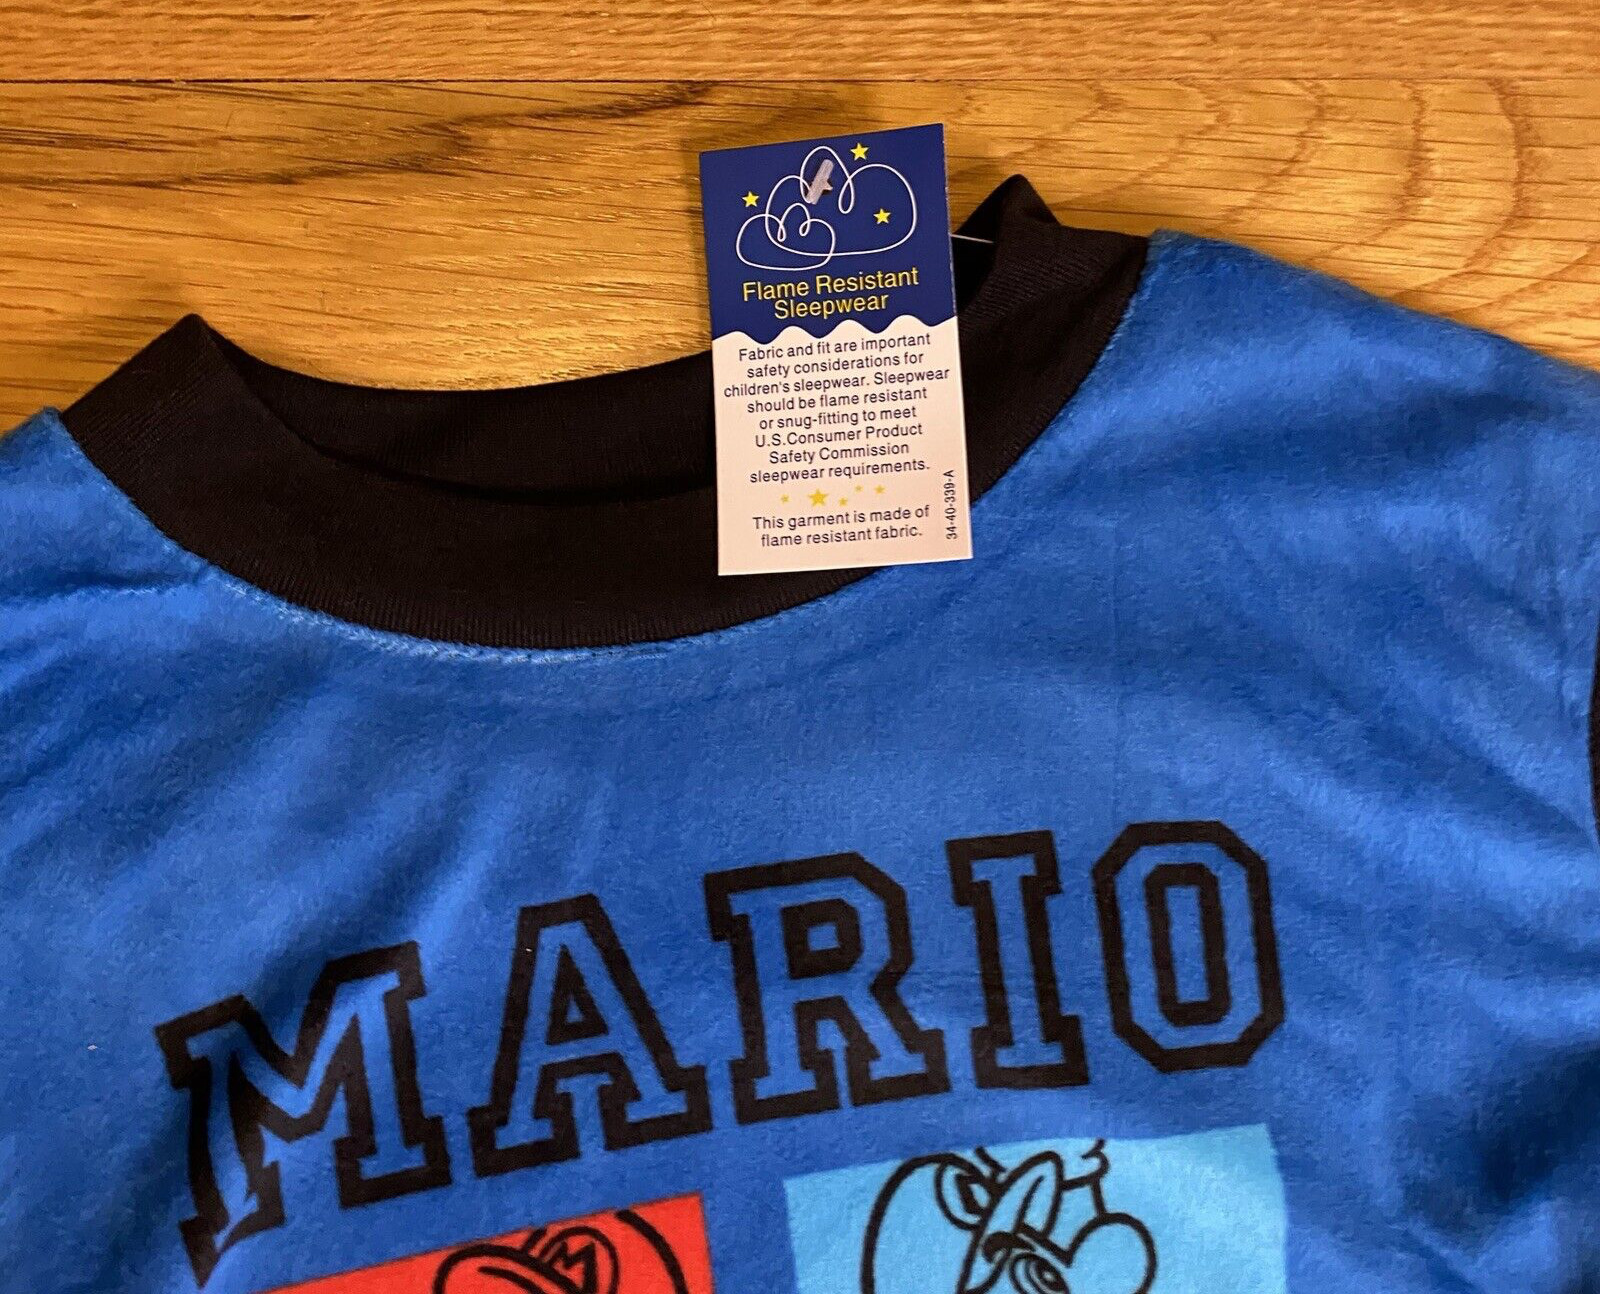 Flame Resistant
Sleepwear
Fabric and fit are important
safety considerations for
children's sleepwear. Sleepwear
should be flame resistant
or snug-fitting to meet
U.S.Consumer Product
Safety Commission
sleepwear requirements.
This garment is made of
flame resistant fabric.
34-40-339-A
MARIO
M